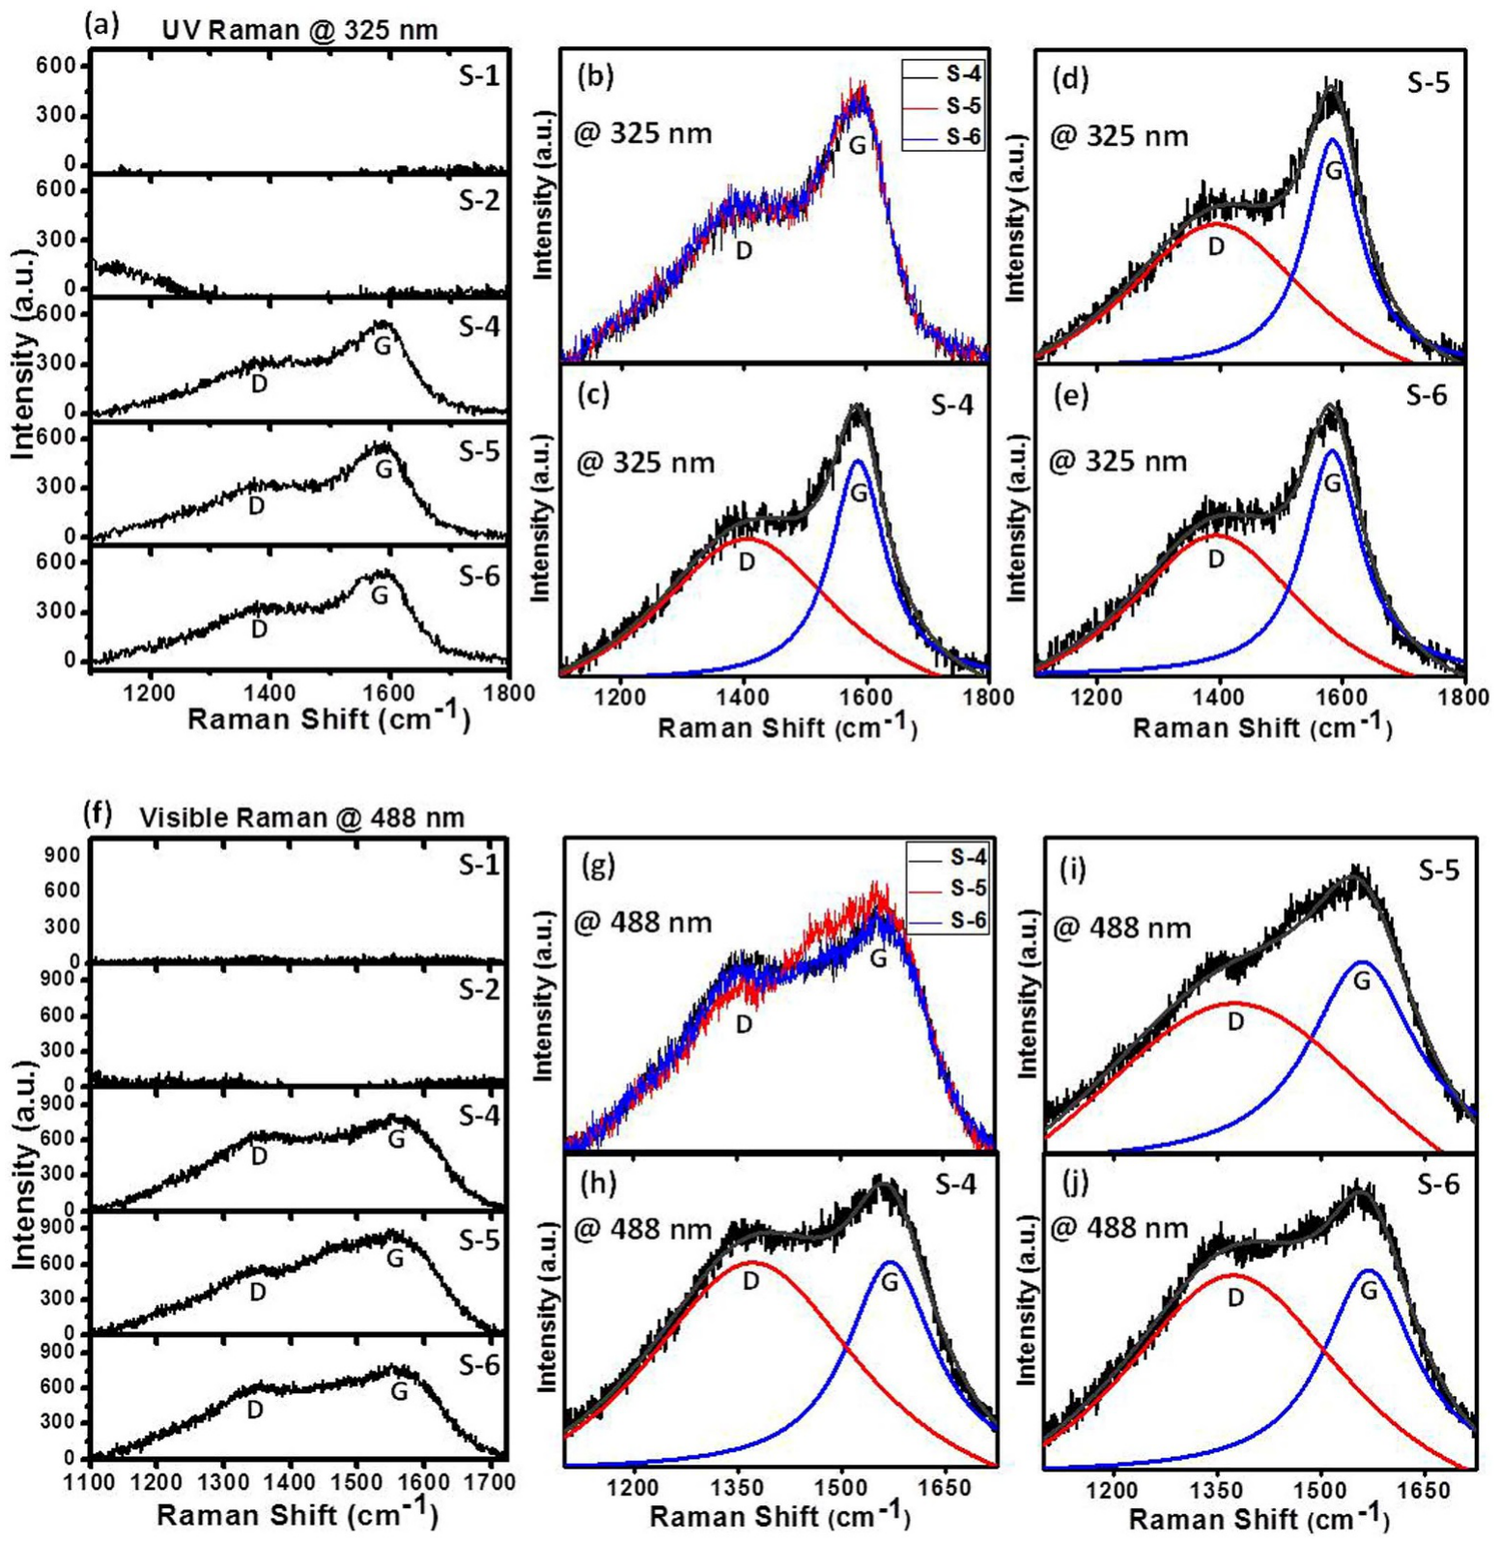 (a) UV Raman @ 325 nm
Intensity (a.u.)
600
300
0
S-1
600
300
0
S-2
600
300
0
S-4
D
G
600
300
0
S-5
D
G
600
300
0
S-6
D
G
1200 1400 1600 1800
Raman Shift (cm-1)
(b)
@ 325 nm
S-4
S-5
S-6
G
D
Intensity (a.u.)
(c)
S-4
@ 325 nm
D
G
Intensity (a.u.)
1200 1400 1600 1800
Raman Shift (cm-1)
(d)
S-5
@ 325 nm
D
G
Intensity (a.u.)
(e)
S-6
@ 325 nm
D
G
Intensity (a.u.)
1200 1400 1600 1800
Raman Shift (cm-1)
(f) Visible Raman @ 488 nm
Intensity (a.u.)
900
600
300
0
S-1
900
600
300
0
S-2
900
600
300
0
S-4
D
G
900
600
300
0
S-5
D
G
900
600
300
0
S-6
D
G
1100 1200 1300 1400 1500 1600 1700
Raman Shift (cm-1)
(g)
@ 488 nm
S-4
S-5
S-6
G
D
Intensity (a.u.)
(h)
S-4
@ 488 nm
D
G
Intensity (a.u.)
1200 1350 1500 1650
Raman Shift (cm-1)
(i)
S-5
@ 488 nm
D
G
Intensity (a.u.)
(j)
S-6
@ 488 nm
D
G
Intensity (a.u.)
1200 1350 1500 1650
Raman Shift (cm-1)